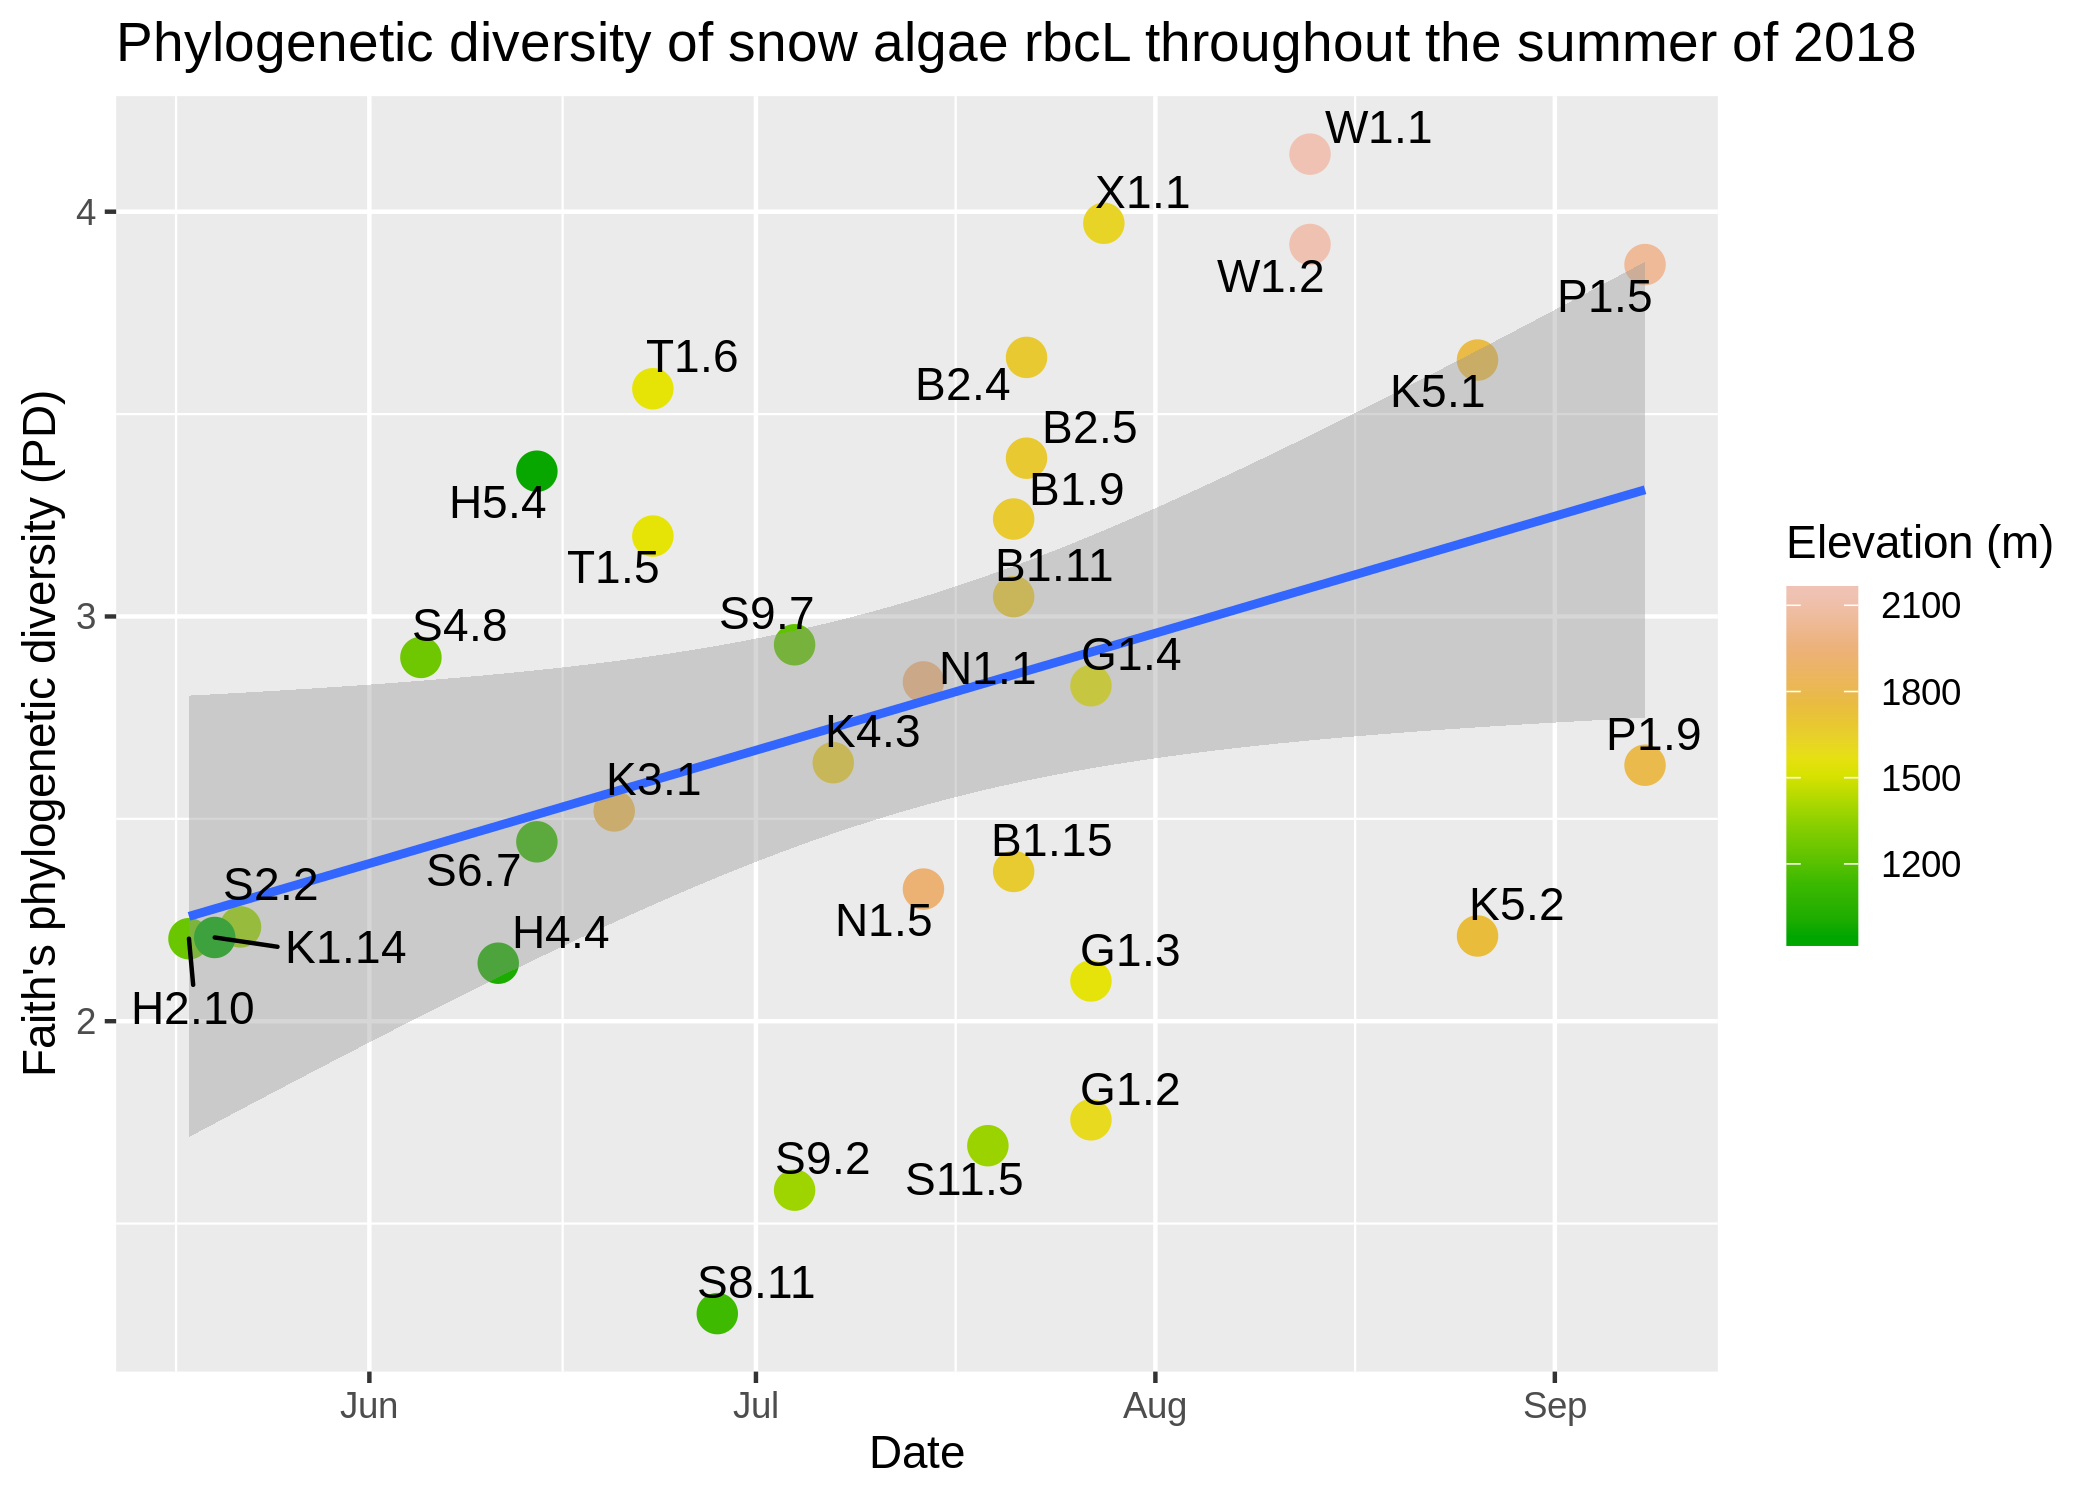 Phylogenetic diversity of snow algae rbcL throughout the summer of 2018
Faith's phylogenetic diversity (PD)
4
3
2
W1.1
X1.1
W1.2
P1.5
T1.6
B2.4
K5.1
B2.5
H5.4
B1.9
T1.5
B1.11
S9.7
S4.8
G1.4
N1.1
K4.3
P1.9
K3.1
B1.15
S6.7
S2.2
K5.2
N1.5
H4.4
K1.14
G1.3
H2.10
G1.2
S9.2
S11.5
S8.11
Jun
Jul
Aug
Sep
Date
Elevation (m)
2100
1800
1500
1200